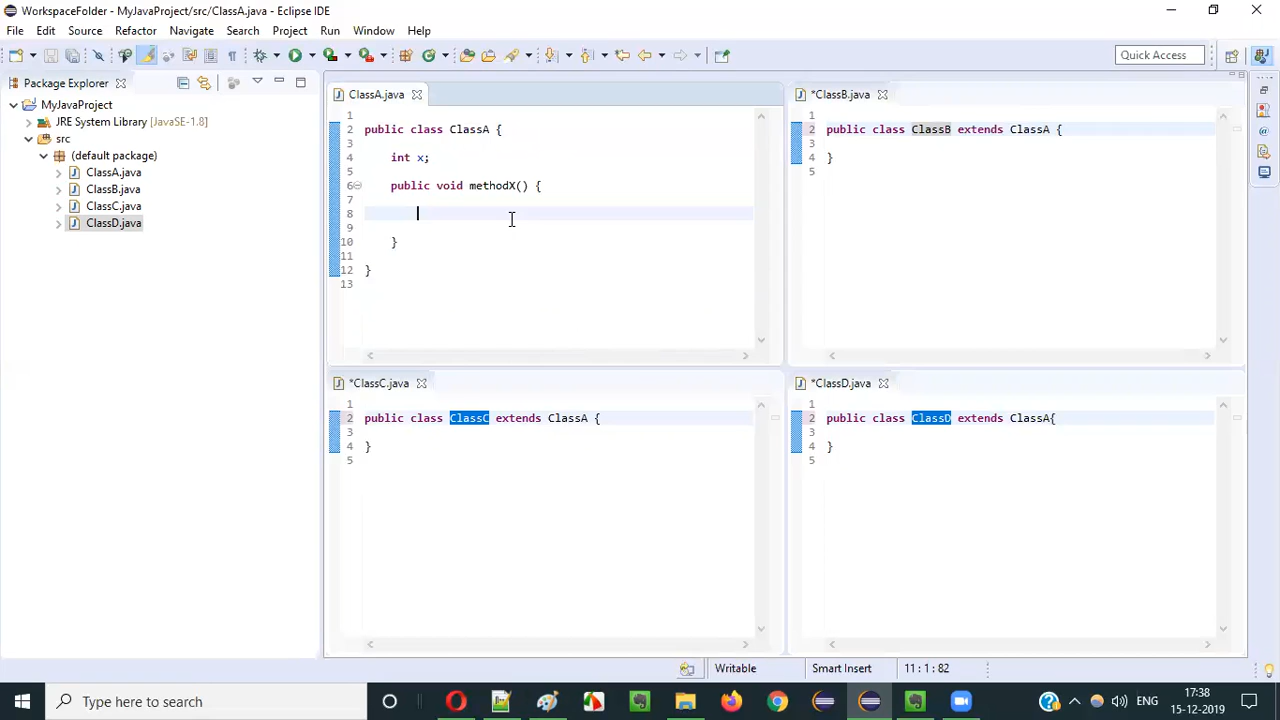 WorkspaceFolder - MyJavaProject/src/ClassA.java - Eclipse IDE
File Edit Source Refactor Navigate Search Project Run Window Help
Quick Access
Package Explorer
MyJavaProject
JRE System Library [JavaSE-1.8]
src
(default package)
ClassA.java
ClassB.java
ClassC.java
ClassD.java
ClassA.java
1
2 public class ClassA {
3
4 int x;
5
6 public void methodX() {
7
8
9
10 }
11
12 }
13
*ClassB.java
1
2 public class ClassB extends ClassA {
3
4 }
5
*ClassC.java
1
2 public class ClassC extends ClassA {
3
4 }
5
*ClassD.java
1
2 public class ClassD extends ClassA{
3
4 }
5
Writable Smart Insert 11 : 1 : 82
Type here to search
ENG
17:38
15-12-2019